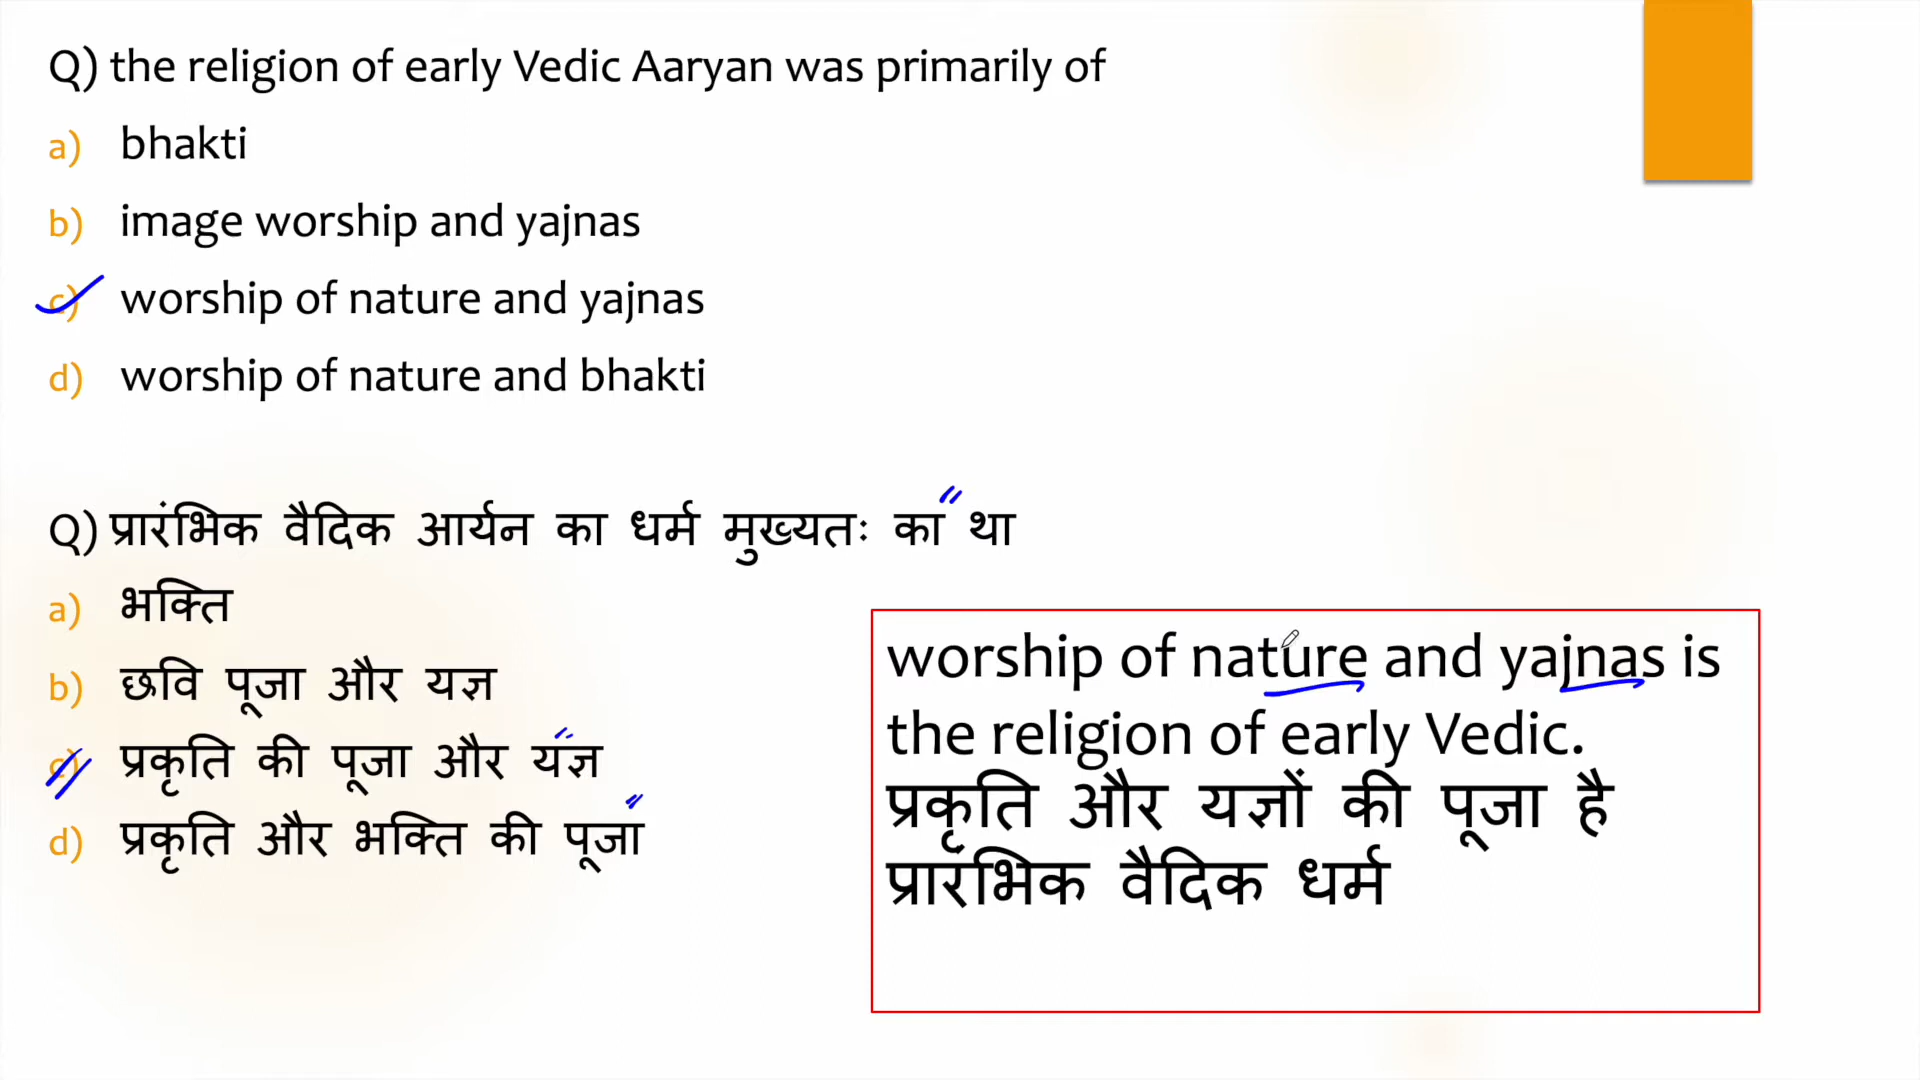 Q) the religion of early Vedic Aaryan was primarily of
a) bhakti
b) image worship and yajnas
c) worship of nature and yajnas
d) worship of nature and bhakti
Q) प्रारंभिक वैदिक आर्यन का धर्म मुख्यतः का था
a) भक्ति
b) छवि पूजा और यज्ञ
c) प्रकृति की पूजा और यज्ञ
d) प्रकृति और भक्ति की पूजा
worship of nature and yajnas is
the religion of early Vedic.
प्रकृति और यज्ञों की पूजा है
प्रारंभिक वैदिक धर्म